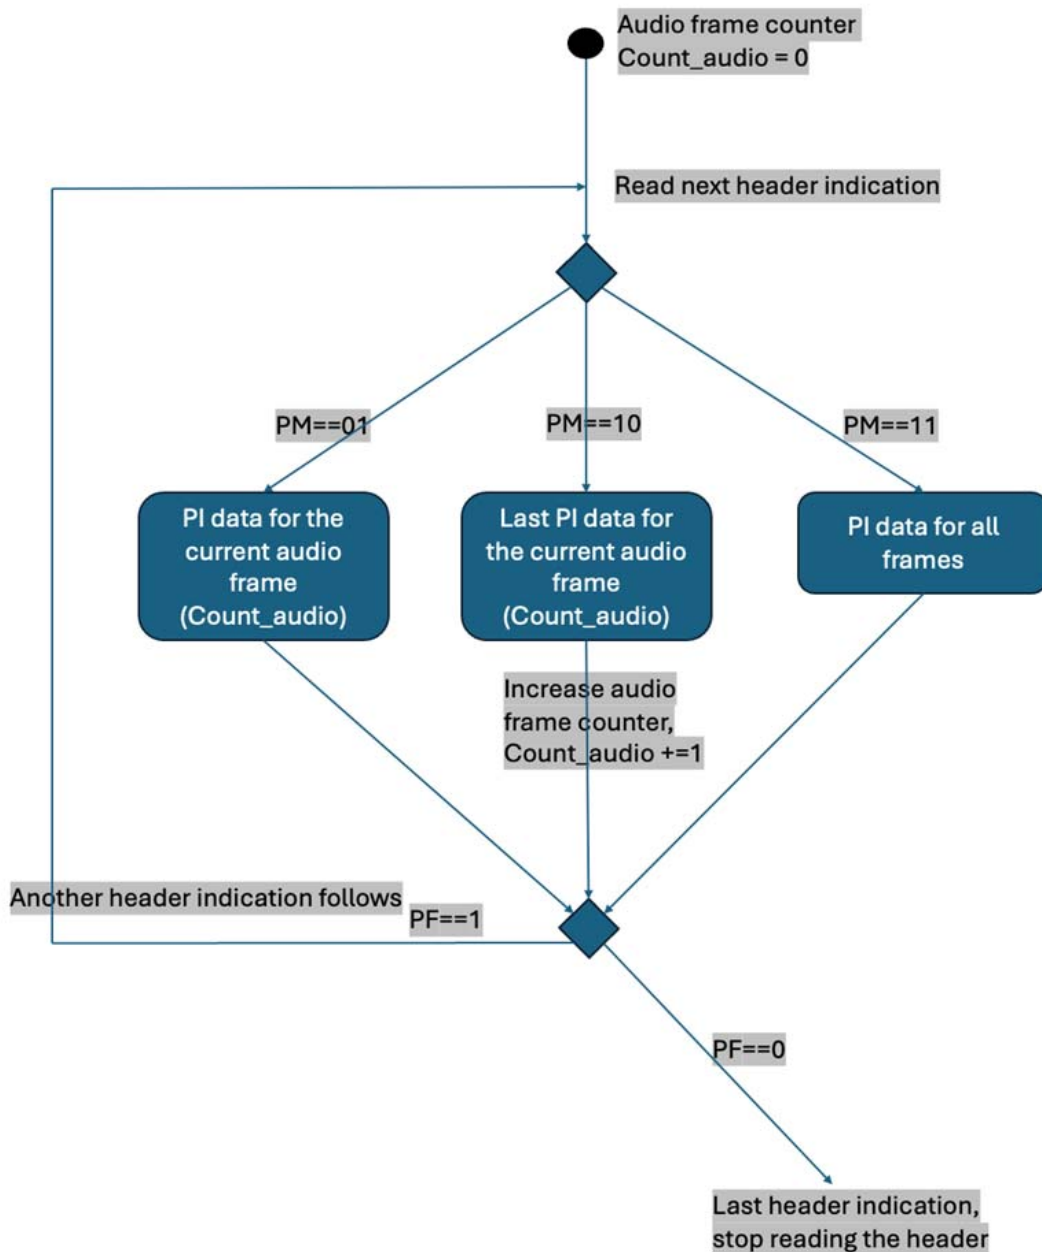 Audio frame counter
Count_audio = 0
Read next header indication
PM==01
PM==10
PM==11
PI data for the
current audio
frame
(Count_audio)
Last PI data for
the current audio
frame
(Count_audio)
PI data for all
frames
Increase audio
frame counter,
Count_audio +=1
Another header indication follows
PF==1
PF==0
Last header indication,
stop reading the header